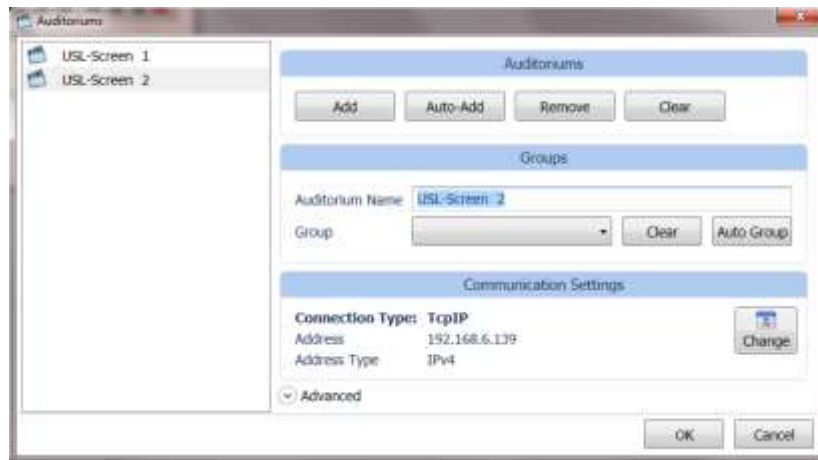 Auditoriums
USL-Screen 1
USL-Screen 2
Auditoriums
Add Auto-Add Remove Clear
Groups
Auditorium Name USL-Screen 2
Group Clear Auto Group
Communication Settings
Connection Type: TcpIP
Address 192.168.6.139
Address Type IPv4
Change
Advanced
OK Cancel